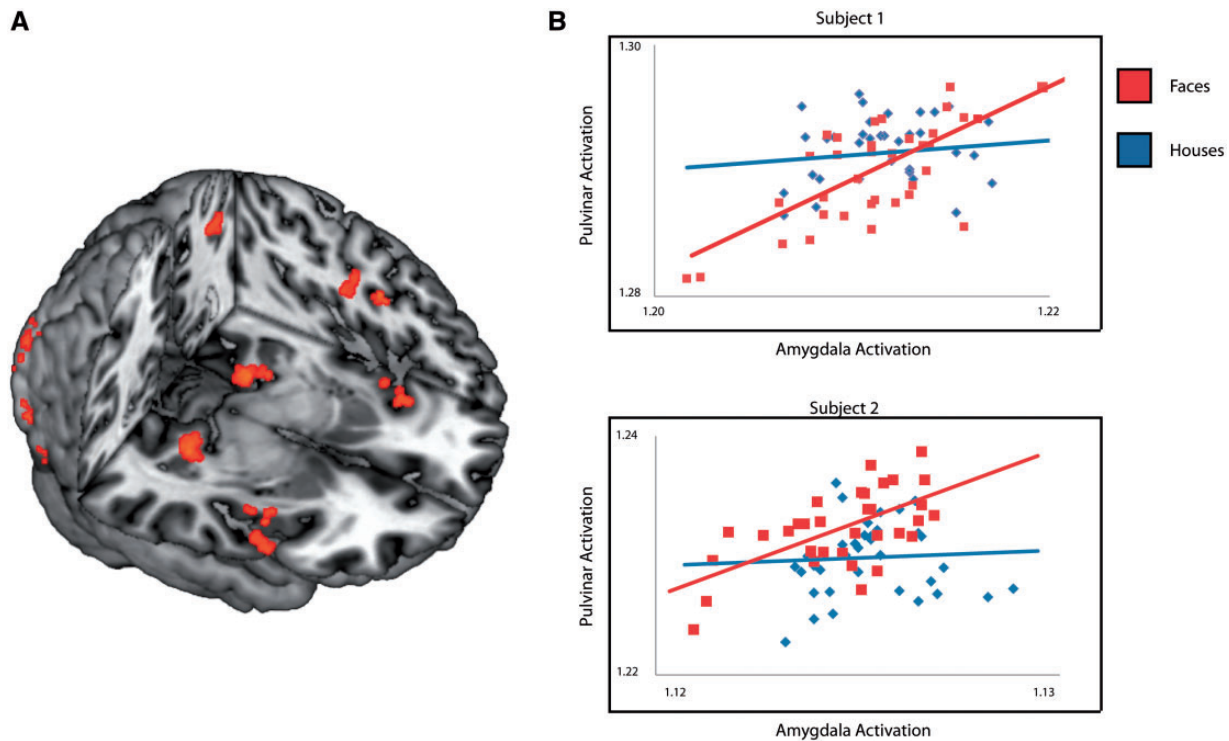 A
B
Subject 1
1.30
Pulvinar Activation
1.28
1.20
1.22
Amygdala Activation
Faces
Houses
Subject 2
1.24
Pulvinar Activation
1.22
1.12
1.13
Amygdala Activation